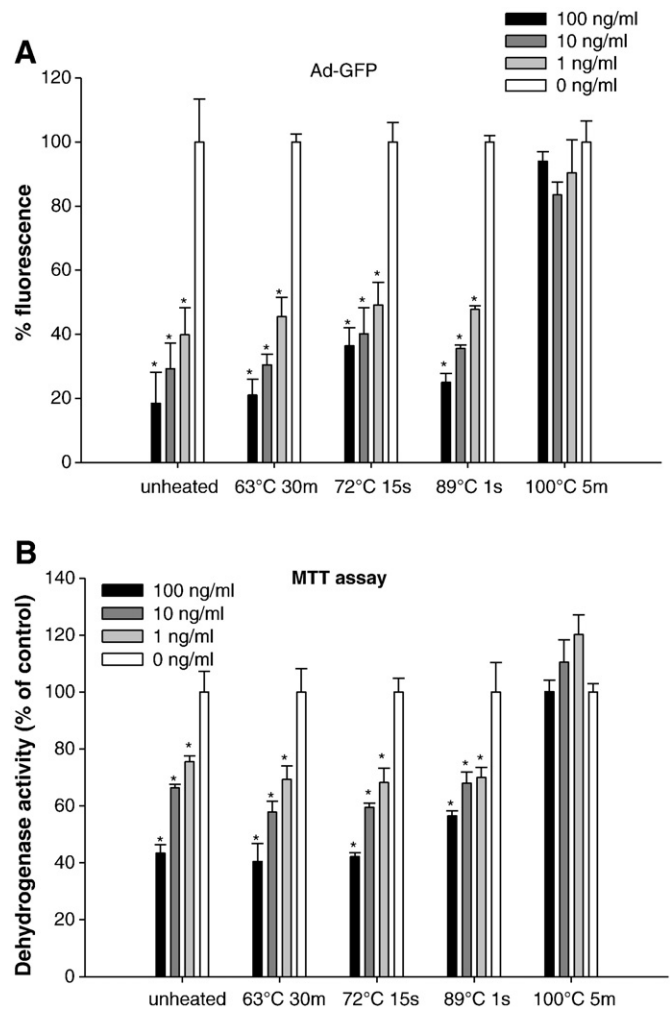 A
Ad-GFP
100 ng/ml
10 ng/ml
1 ng/ml
0 ng/ml
% fluorescence
120
100
80
60
40
20
0
* * *
* * *
* * *
* * *
unheated 63°C 30m 72°C 15s 89°C 1s 100°C 5m
B
MTT assay
100 ng/ml
10 ng/ml
1 ng/ml
0 ng/ml
Dehydrogenase activity (% of control)
140
120
100
80
60
40
20
0
* * *
* * *
* * *
* * *
unheated 63°C 30m 72°C 15s 89°C 1s 100°C 5m